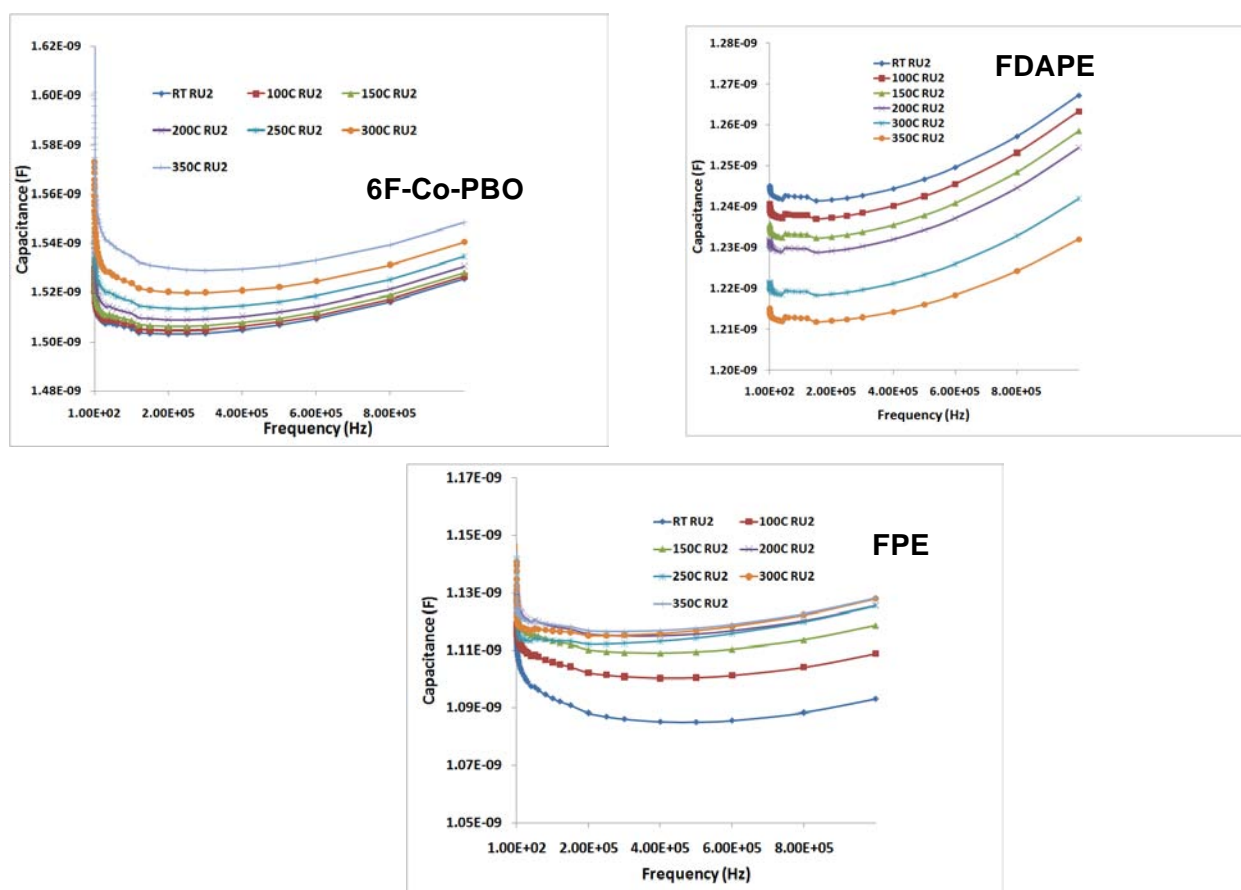 1.62E-09
1.60E-09
1.58E-09
1.56E-09
1.54E-09
1.52E-09
1.50E-09
1.48E-09
Capacitance (F)
RT RU2 100C RU2 150C RU2
200C RU2 250C RU2 300C RU2
350C RU2
6F-Co-PBO
1.00E+02 2.00E+05 4.00E+05 6.00E+05 8.00E+05
Frequency (Hz)
1.28E-09
1.27E-09
1.26E-09
1.25E-09
1.24E-09
1.23E-09
1.22E-09
1.21E-09
1.20E-09
Capacitance (F)
RT RU2
100C RU2
150C RU2
200C RU2
300C RU2
350C RU2
FDAPE
1.00E+02 2.00E+05 4.00E+05 6.00E+05 8.00E+05
Frequency (Hz)
1.17E-09
1.15E-09
1.13E-09
1.11E-09
1.09E-09
1.07E-09
1.05E-09
Capacitance (F)
RT RU2 100C RU2
150C RU2 200C RU2
250C RU2 300C RU2
350C RU2
FPE
1.00E+02 2.00E+05 4.00E+05 6.00E+05 8.00E+05
Frequency (Hz)